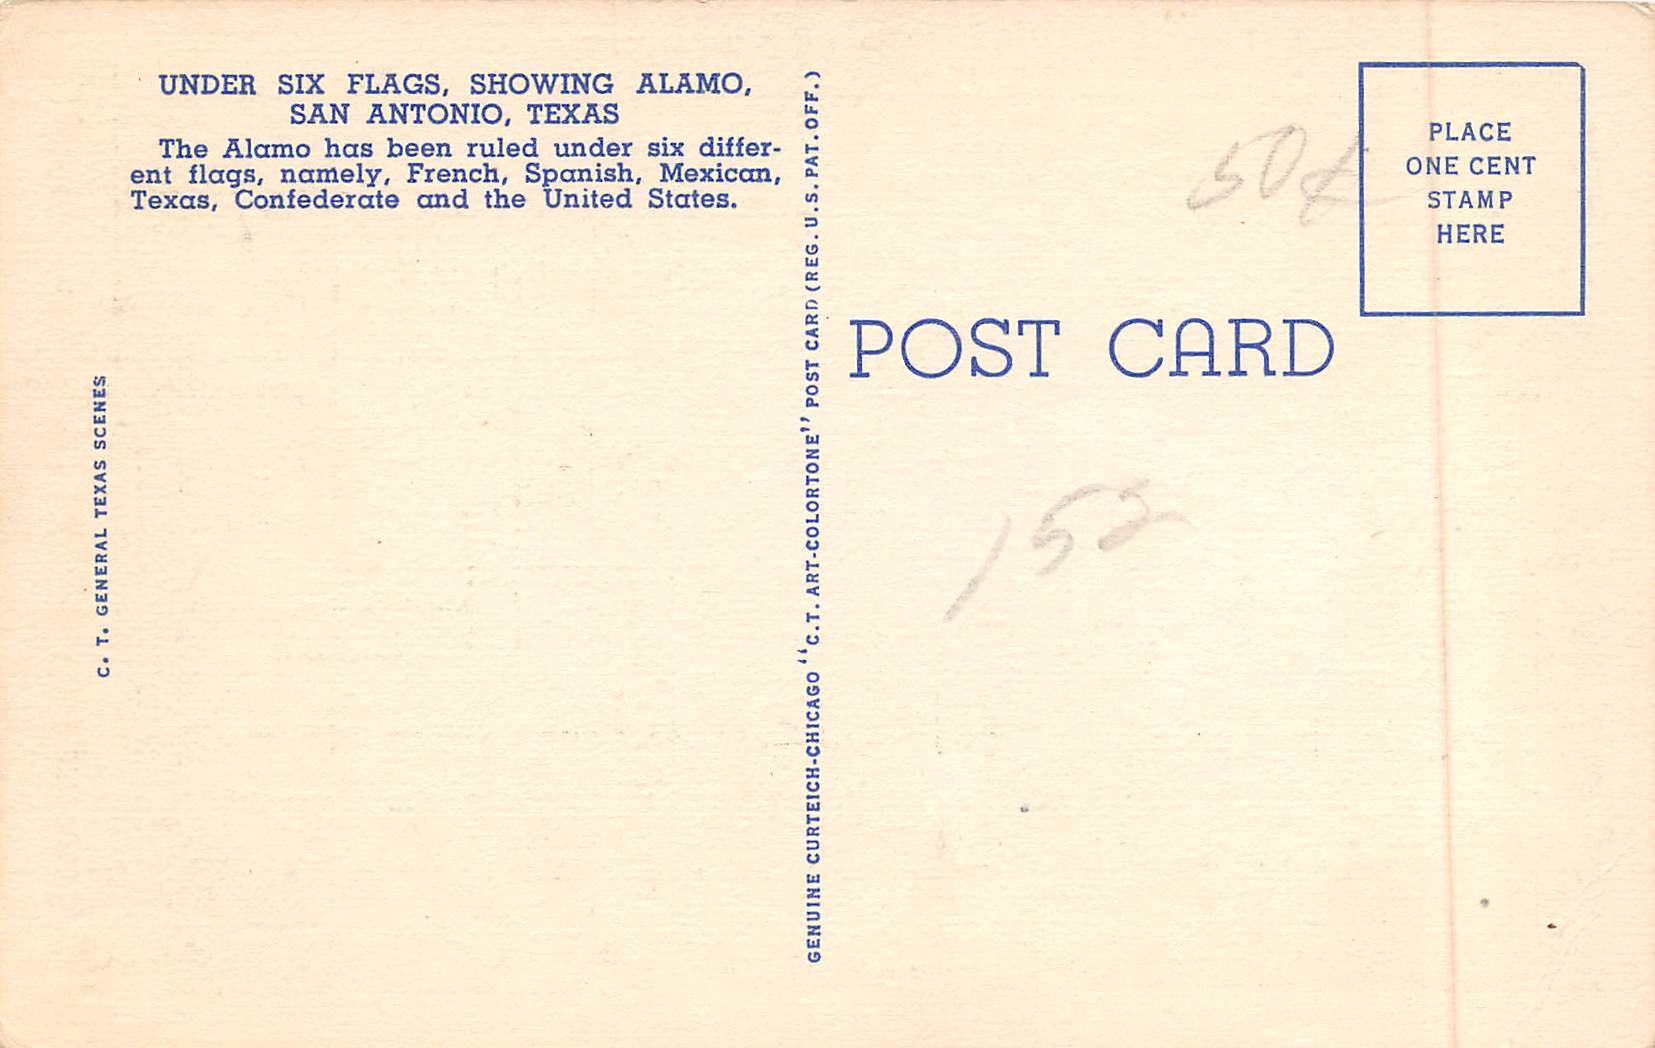 UNDER SIX FLAGS, SHOWING ALAMO,
SAN ANTONIO, TEXAS
The Alamo has been ruled under six differ-
ent flags, namely, French, Spanish, Mexican,
Texas, Confederate and the United States.
C. T. GENERAL TEXAS SCENES
GENUINE CURTEICH-CHICAGO "C.T. ART-COLORTONE" POST CARD (REG. U.S. PAT. OFF.)
POST CARD
PLACE
ONE CENT
STAMP
HERE
50¢
152